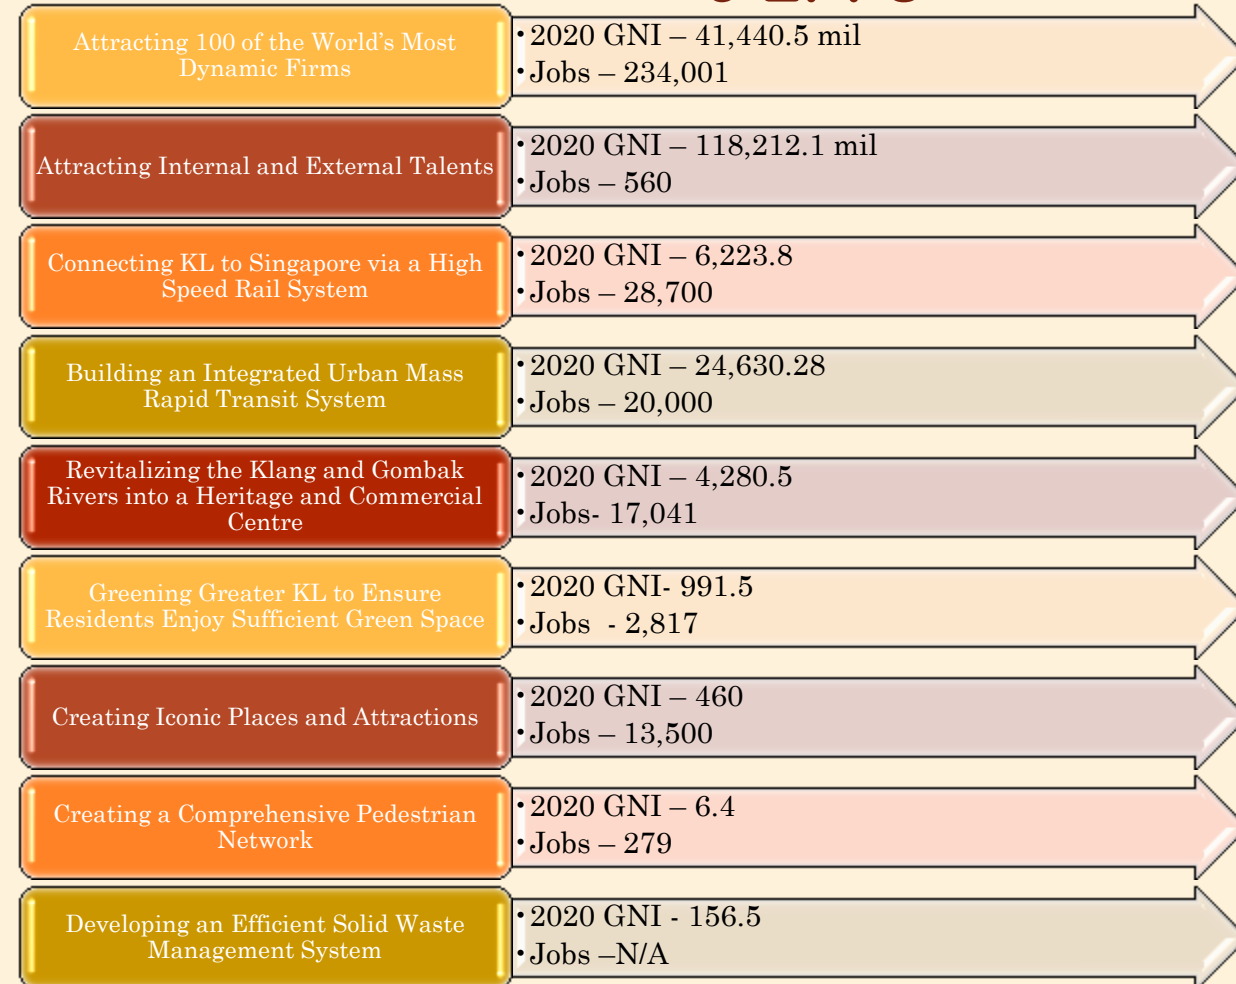 Attracting 100 of the World's Most
Dynamic Firms
• 2020 GNI – 41,440.5 mil
• Jobs – 234,001
Attracting Internal and External Talents
• 2020 GNI – 118,212.1 mil
• Jobs – 560
Connecting KL to Singapore via a High
Speed Rail System
• 2020 GNI – 6,223.8
• Jobs – 28,700
Building an Integrated Urban Mass
Rapid Transit System
• 2020 GNI – 24,630.28
• Jobs – 20,000
Revitalizing the Klang and Gombak
Rivers into a Heritage and Commercial
Centre
• 2020 GNI – 4,280.5
• Jobs- 17,041
Greening Greater KL to Ensure
Residents Enjoy Sufficient Green Space
• 2020 GNI- 991.5
• Jobs  - 2,817
Creating Iconic Places and Attractions
• 2020 GNI – 460
• Jobs – 13,500
Creating a Comprehensive Pedestrian
Network
• 2020 GNI – 6.4
• Jobs – 279
Developing an Efficient Solid Waste
Management System
• 2020 GNI - 156.5
• Jobs –N/A